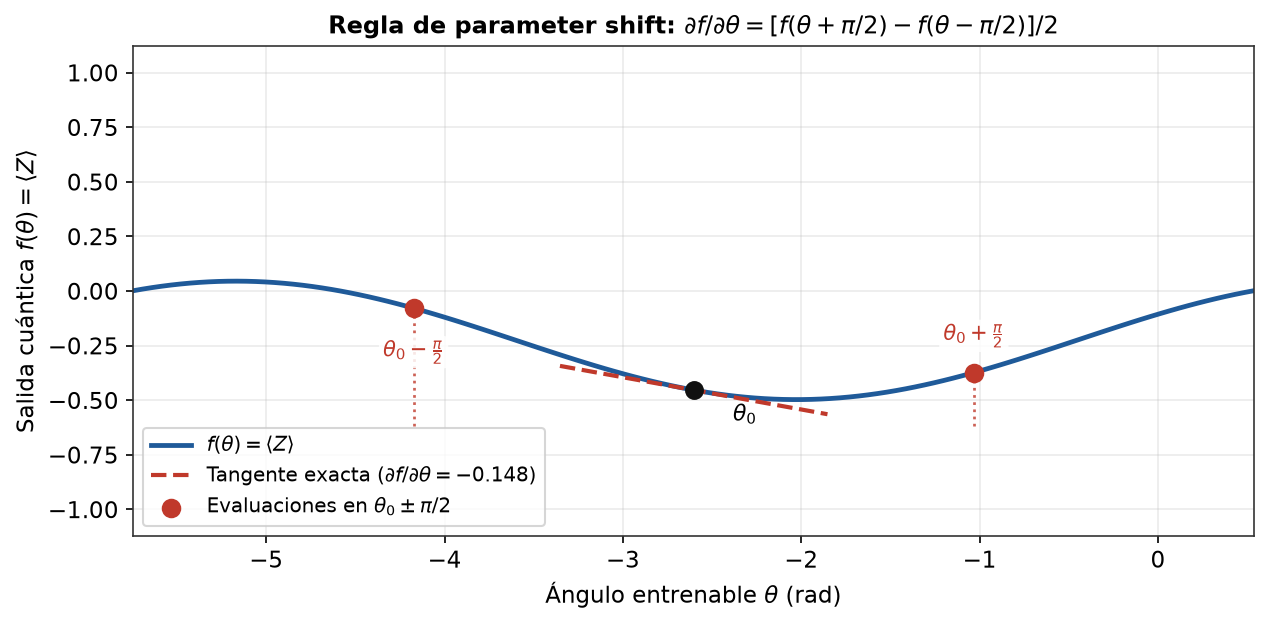 Regla de parameter shift: ∂f/∂θ = [f(θ + π/2) − f(θ − π/2)]/2
Salida cuántica f(θ) = ⟨Z⟩
1.00
0.75
0.50
0.25
0.00
−0.25
−0.50
−0.75
−1.00
θ₀ − π/2
θ₀ + π/2
θ₀
f(θ) = ⟨Z⟩
Tangente exacta (∂f/∂θ = −0.148)
Evaluaciones en θ₀ ± π/2
−5 −4 −3 −2 −1 0
Ángulo entrenable θ (rad)